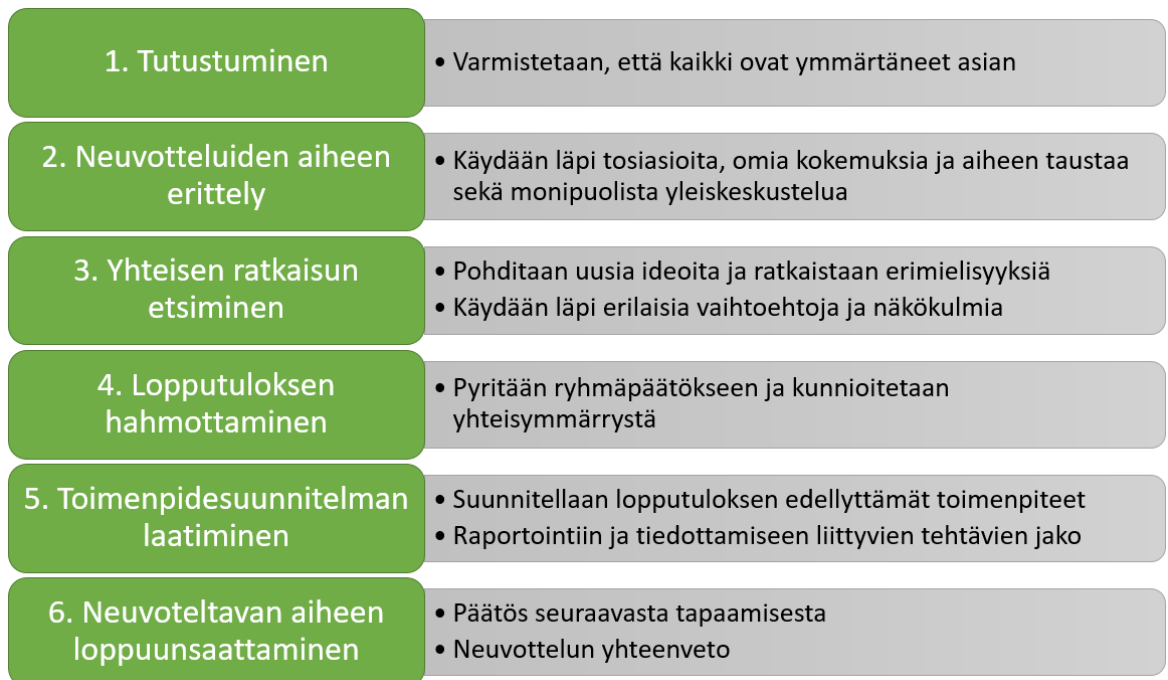 1. Tutustuminen
• Varmistetaan, että kaikki ovat ymmärtäneet asian
2. Neuvotteluiden aiheen
erittely
• Käydään läpi tosiasioita, omia kokemuksia ja aiheen taustaa
sekä monipuolista yleiskeskustelua
3. Yhteisen ratkaisun
etsiminen
• Pohditaan uusia ideoita ja ratkaistaan erimielisyyksiä
• Käydään läpi erilaisia vaihtoehtoja ja näkökulmia
4. Lopputuloksen
hahmottaminen
• Pyritään ryhmäpäätökseen ja kunnioitetaan
yhteisymmärrystä
5. Toimenpidesuunnitelman
laatiminen
• Suunnitellaan lopputuloksen edellyttämät toimenpiteet
• Raportointiin ja tiedottamiseen liittyvien tehtävien jako
6. Neuvoteltavan aiheen
loppuunsaattaminen
• Päätös seuraavasta tapaamisesta
• Neuvottelun yhteenveto